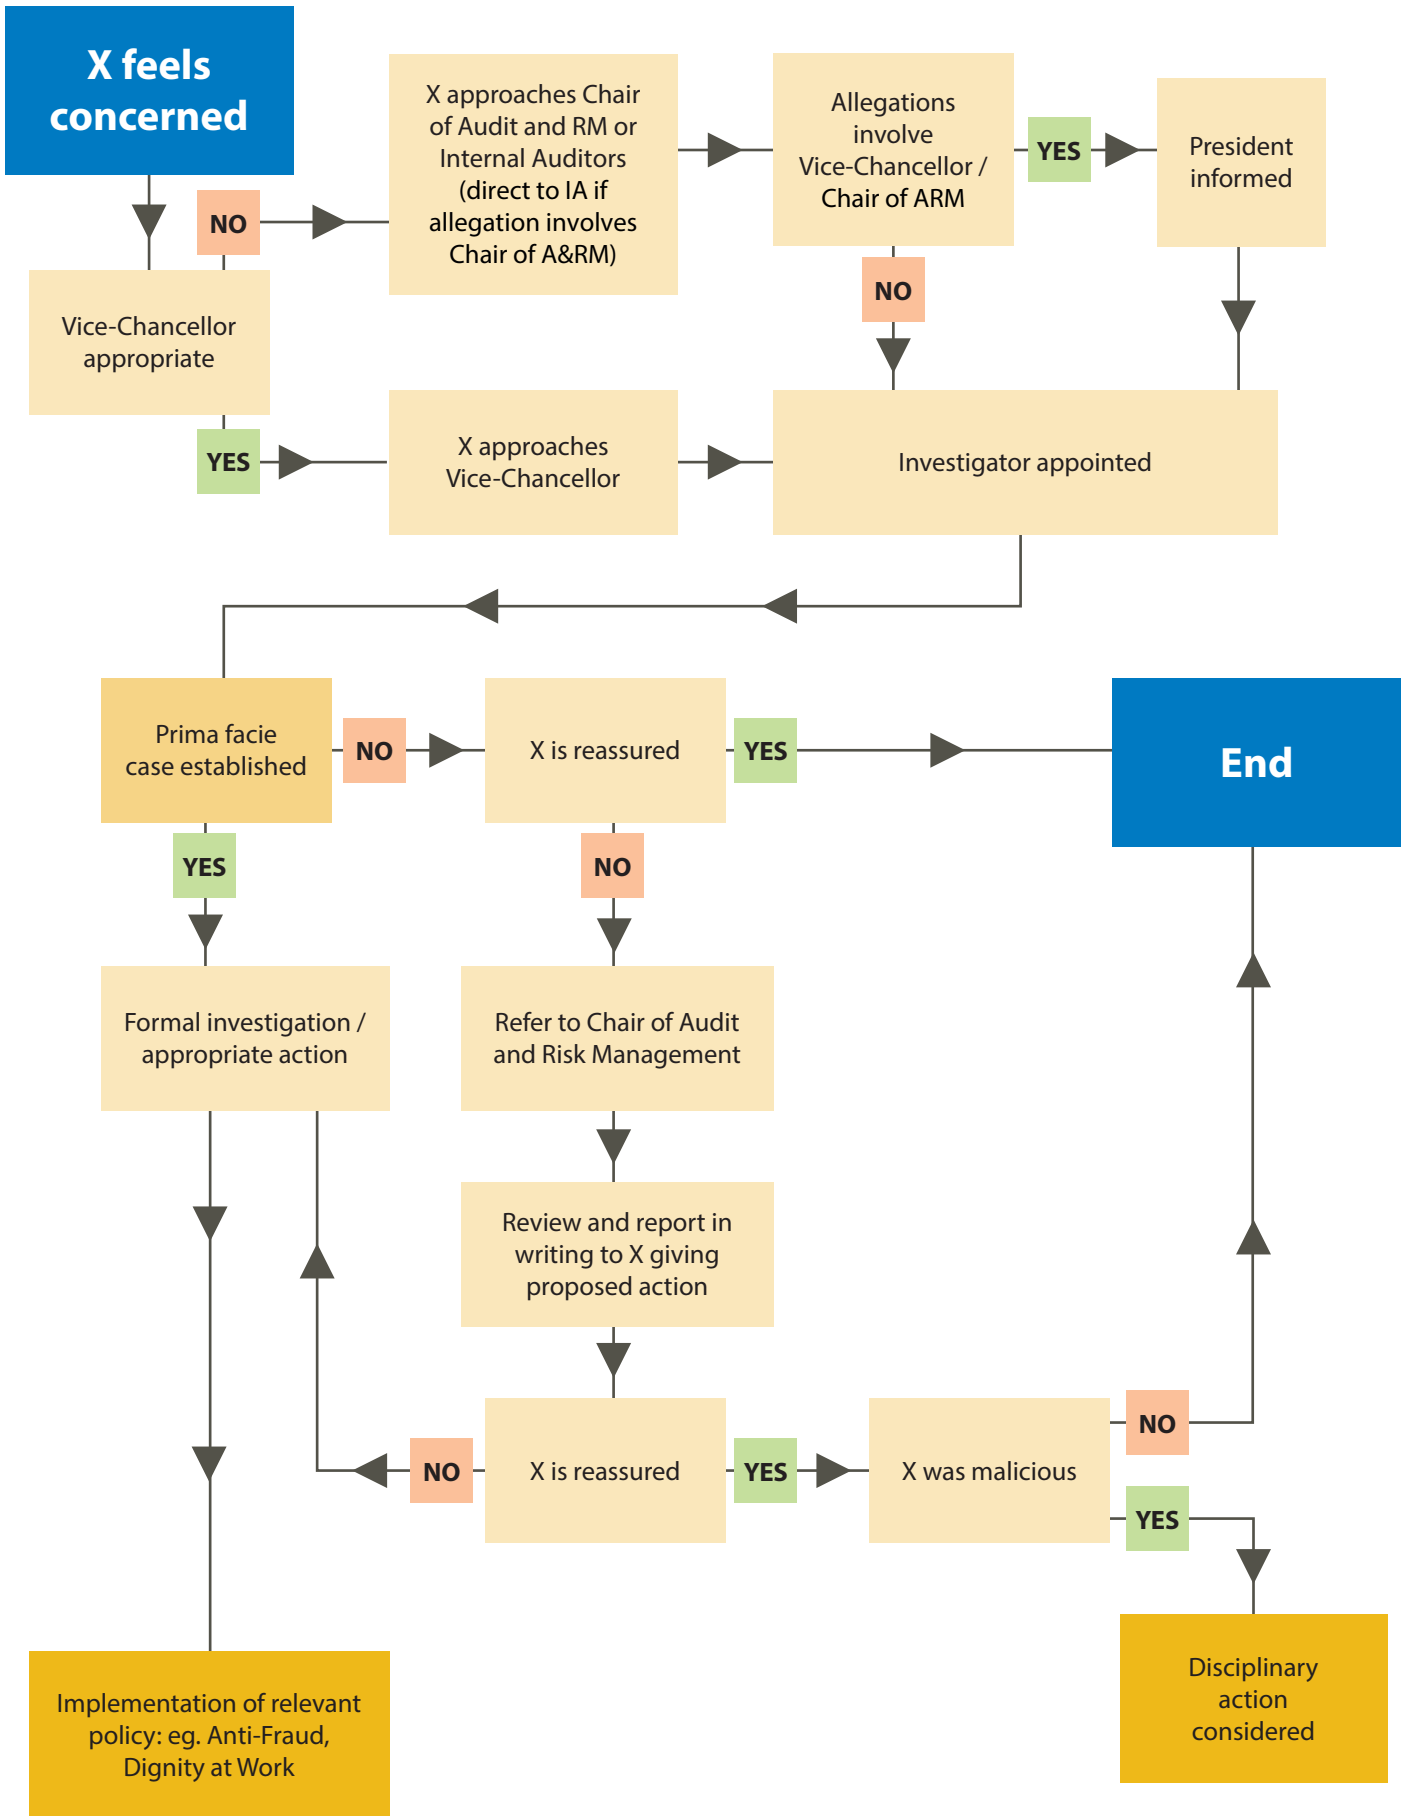 X feels
concerned
X approaches Chair
of Audit and RM or
Internal Auditors
(direct to IA if
allegation involves
Chair of A&RM)
Allegations
involve
Vice-Chancellor /
Chair of ARM
YES
President
informed
NO
NO
Vice-Chancellor
appropriate
YES
X approaches
Vice-Chancellor
Investigator appointed
Prima facie
case established
NO
X is reassured
YES
End
YES
NO
Formal investigation /
appropriate action
Refer to Chair of Audit
and Risk Management
Review and report in
writing to X giving
proposed action
NO
X is reassured
YES
X was malicious
NO
YES
Implementation of relevant
policy: eg. Anti-Fraud,
Dignity at Work
Disciplinary
action
considered